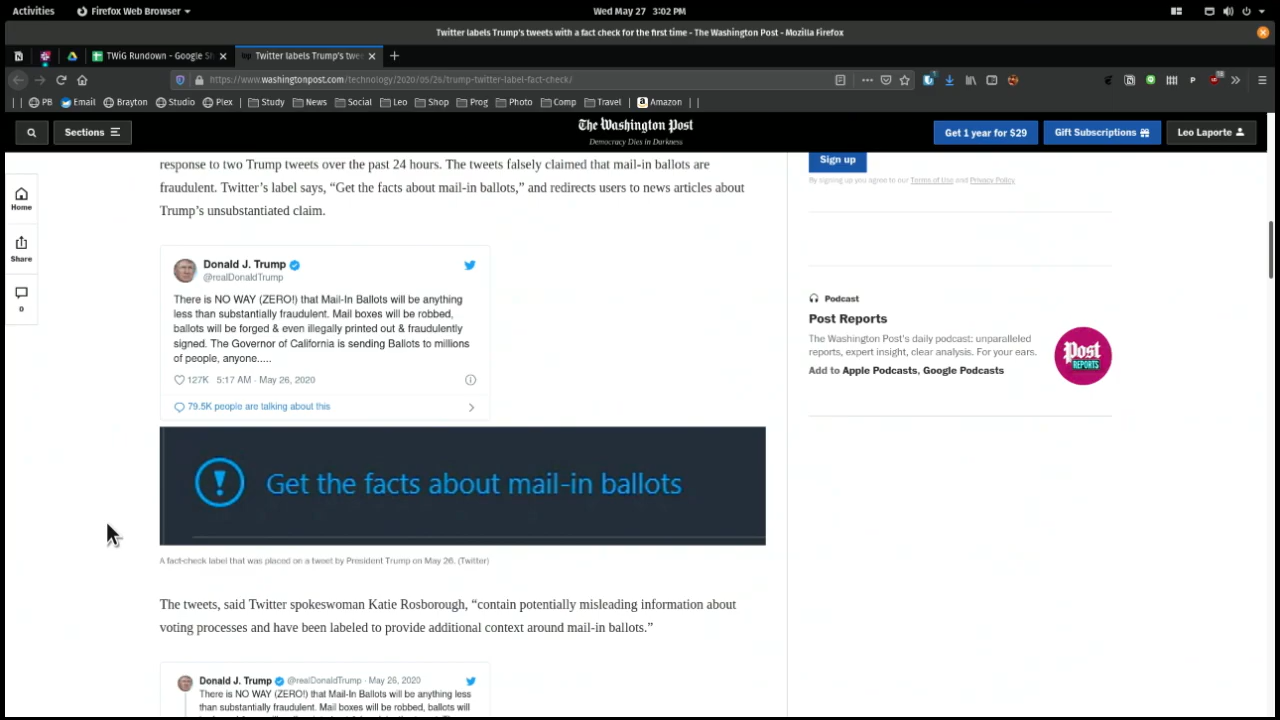 Activities
Firefox Web Browser
Wed May 27 3:02 PM
Twitter labels Trump's tweets with a fact check for the first time - The Washington Post - Mozilla Firefox
TWiG Rundown - Google Sh
Twitter labels Trump's twee
https://www.washingtonpost.com/technology/2020/05/26/trump-twitter-label-fact-check/
PB Email Brayton Studio Plex Study News Social Leo Shop Prog Photo Comp Travel Amazon
Sections
The Washington Post
Democracy Dies in Darkness
Get 1 year for $29
Gift Subscriptions
Leo Laporte
Home
Share
0
response to two Trump tweets over the past 24 hours. The tweets falsely claimed that mail-in ballots are
fraudulent. Twitter's label says, “Get the facts about mail-in ballots,” and redirects users to news articles about
Trump's unsubstantiated claim.
Donald J. Trump
@realDonaldTrump
There is NO WAY (ZERO!) that Mail-In Ballots will be anything
less than substantially fraudulent. Mail boxes will be robbed,
ballots will be forged & even illegally printed out & fraudulently
signed. The Governor of California is sending Ballots to millions
of people, anyone.....
127K 5:17 AM - May 26, 2020
79.5K people are talking about this
Get the facts about mail-in ballots
A fact-check label that was placed on a tweet by President Trump on May 26. (Twitter)
The tweets, said Twitter spokeswoman Katie Rosborough, “contain potentially misleading information about
voting processes and have been labeled to provide additional context around mail-in ballots.”
Donald J. Trump @realDonaldTrump · May 26, 2020
There is NO WAY (ZERO!) that Mail-In Ballots will be anything less
than substantially fraudulent. Mail boxes will be robbed, ballots will
Sign up
By signing up you agree to our Terms of Use and Privacy Policy
Podcast
Post Reports
The Washington Post's daily podcast: unparalleled
reports, expert insight, clear analysis. For your ears.
Add to Apple Podcasts, Google Podcasts
Post
REPORTS